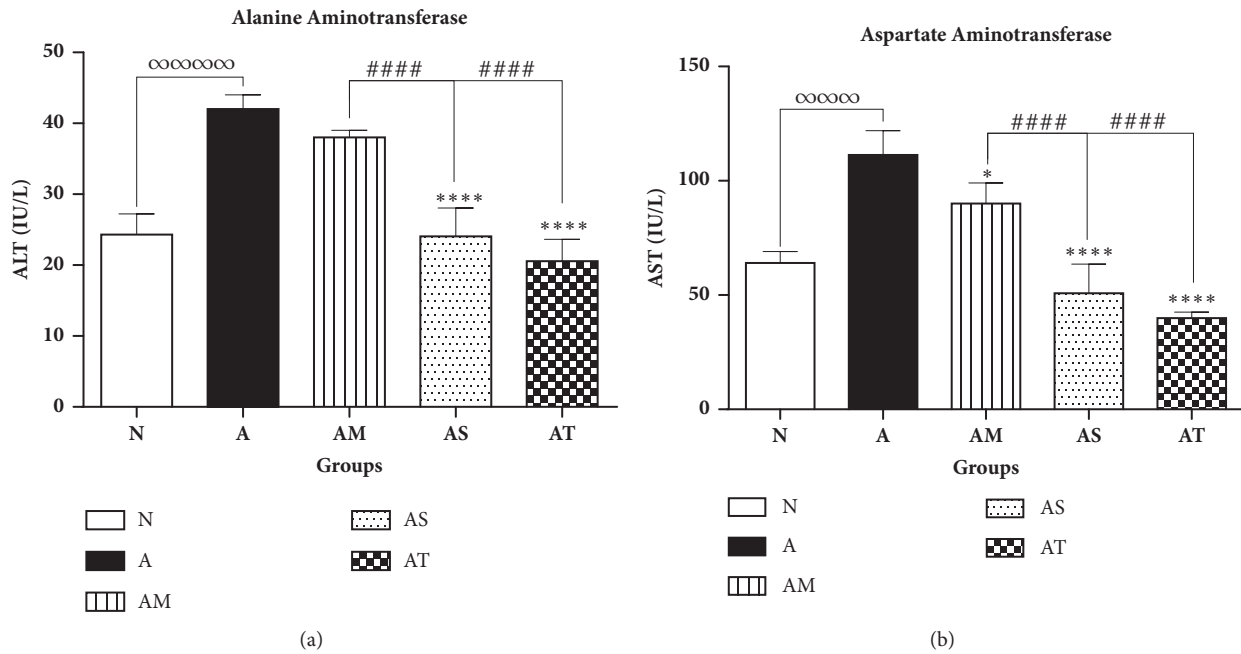 Alanine Aminotransferase
50
40
30
20
10
0
ALT (IU/L)
∞∞∞∞
####
####
****
****
N A AM AS AT
Groups
N
A
AM
AS
AT
(a)
Aspartate Aminotransferase
150
100
50
0
AST (IU/L)
∞∞∞
####
####
*
****
****
N A AM AS AT
Groups
N
A
AM
AS
AT
(b)